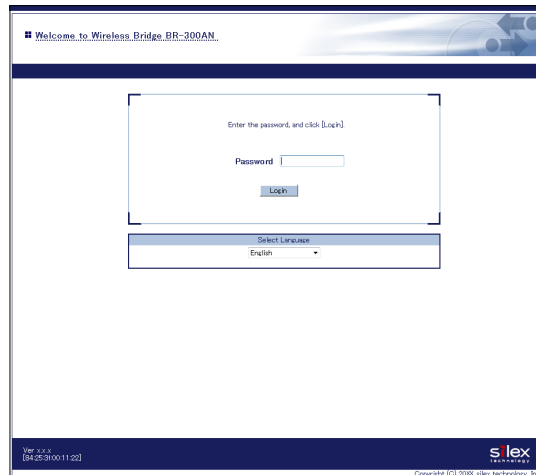 Welcome to Wireless Bridge BR-300AN
Enter the password, and click [Login].
Password
Login
Select Language
English
Ver x.x.x
[84:25:3f:00:11:22]
silex
technology
Copyright (C) 20XX silex technology, In